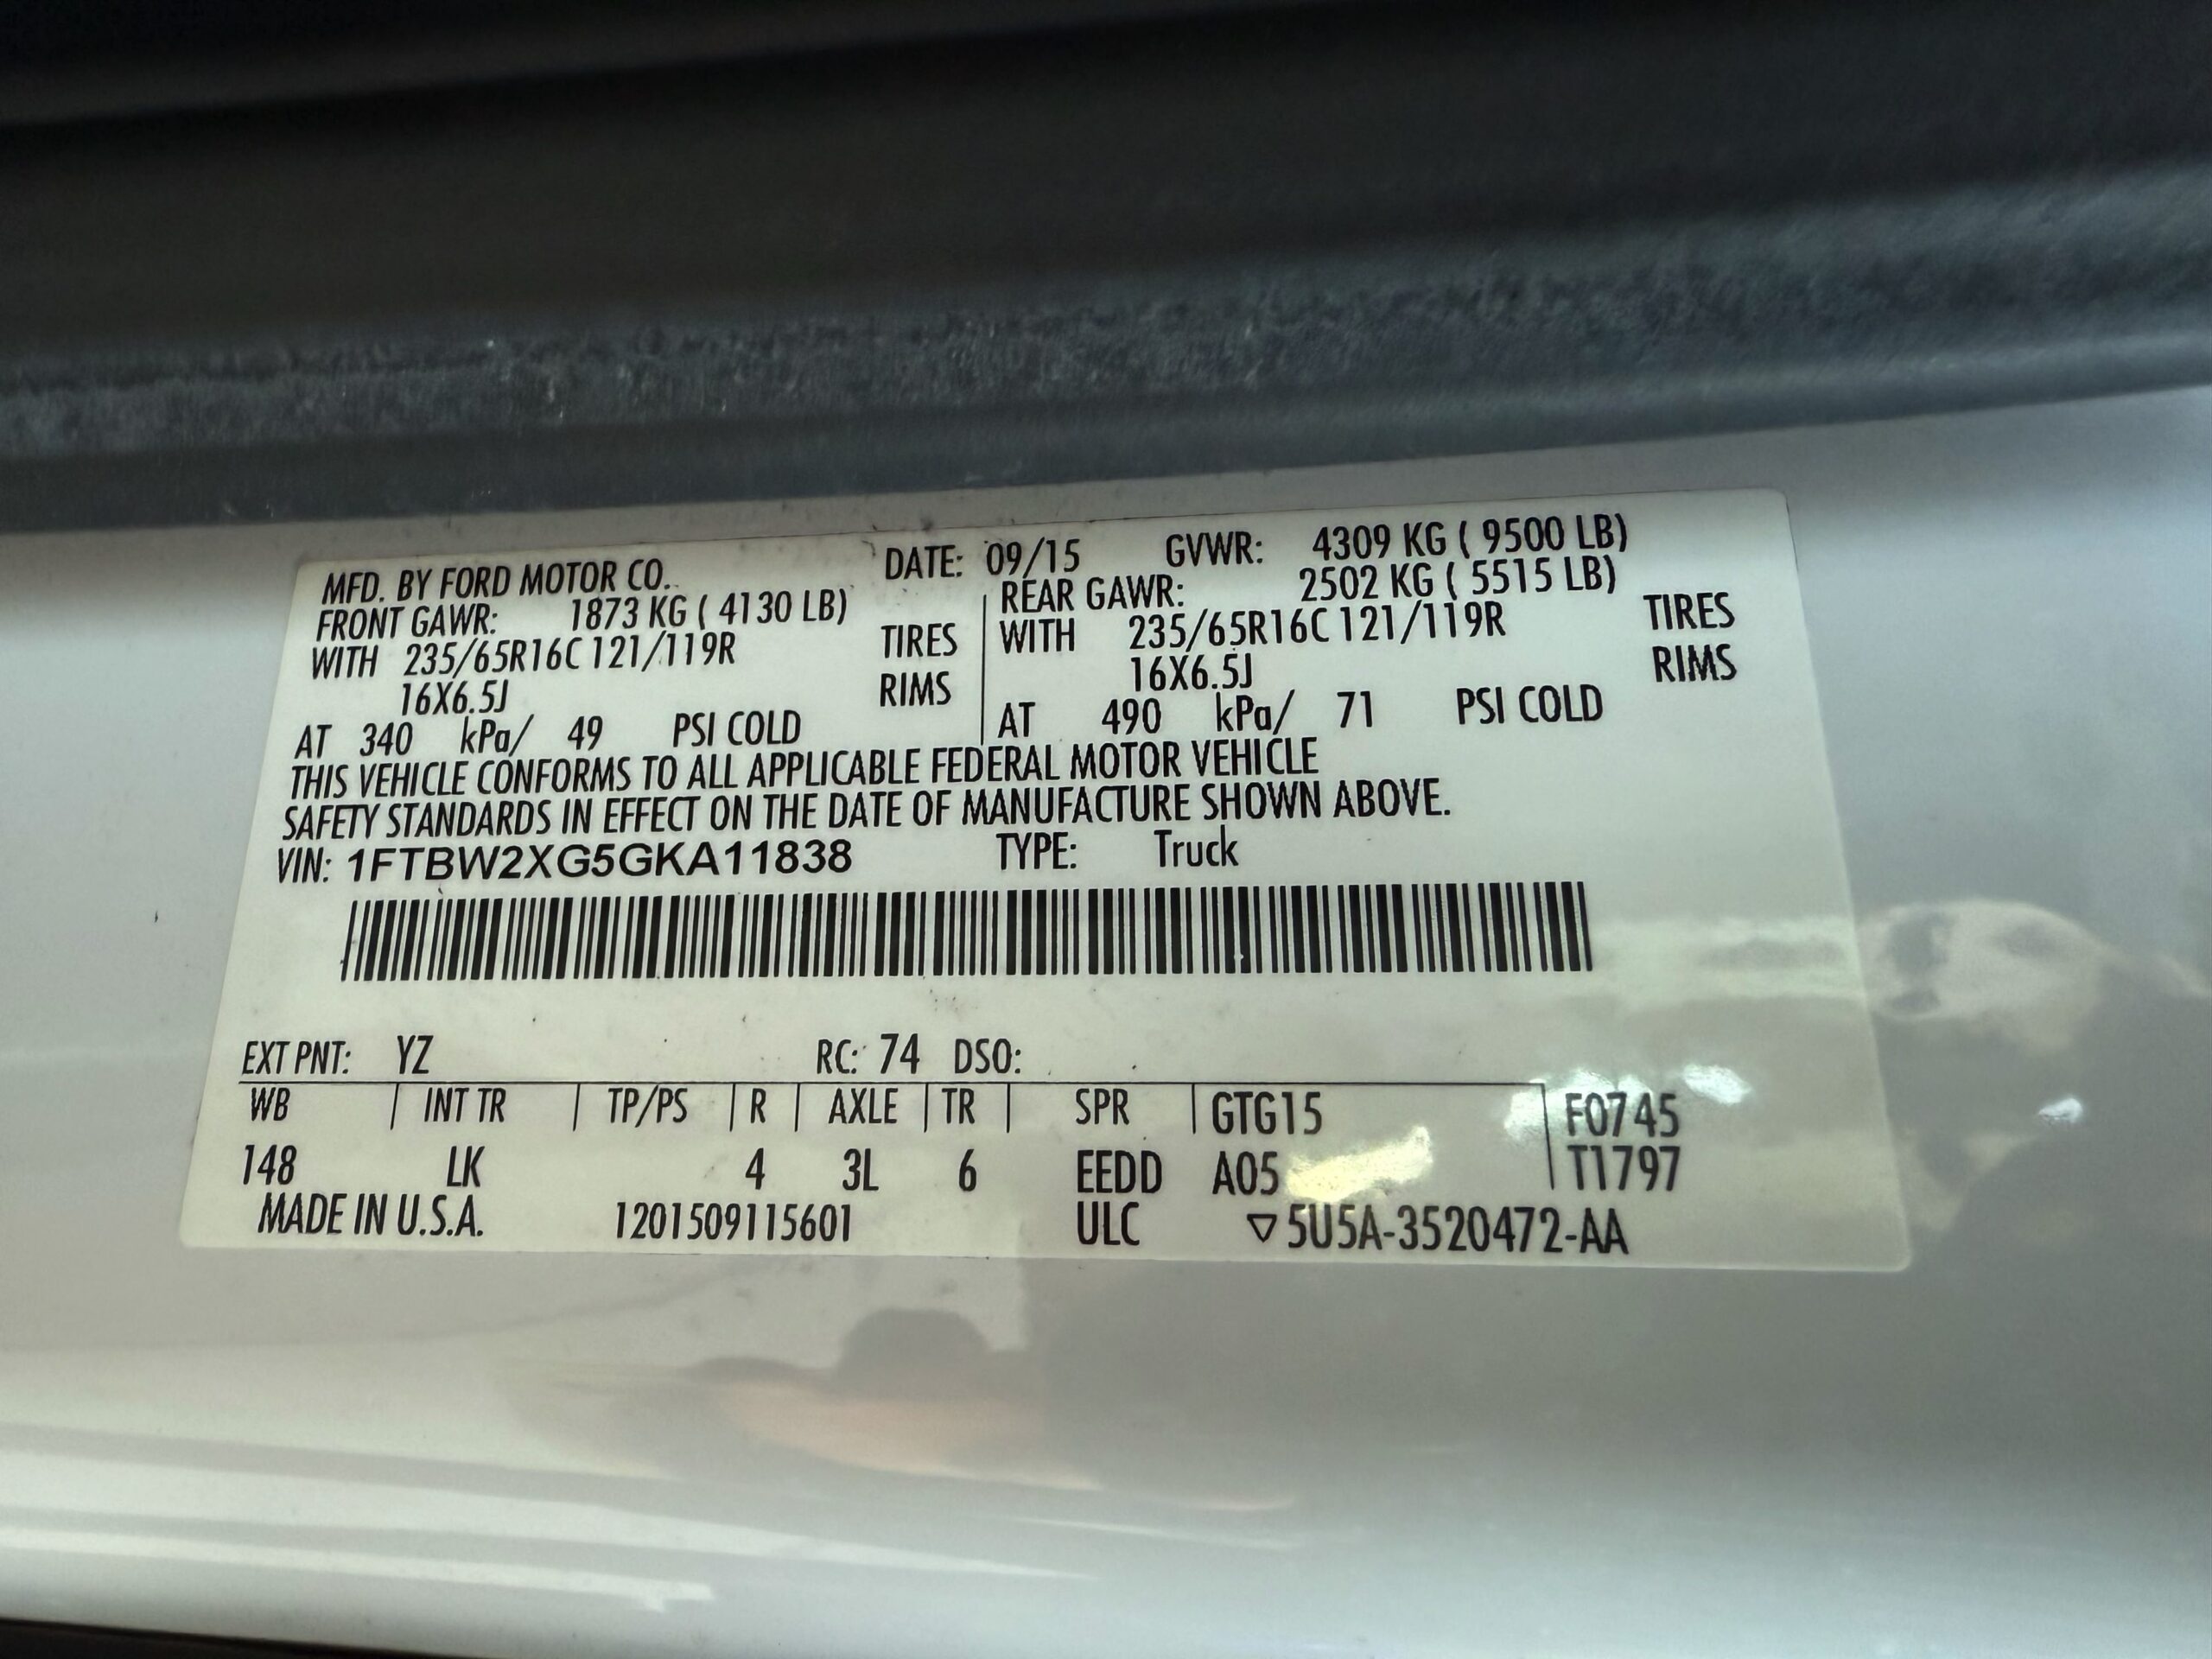 MFD. BY FORD MOTOR CO. DATE: 09/15 GVWR: 4309 KG ( 9500 LB)
FRONT GAWR: 1873 KG ( 4130 LB) REAR GAWR: 2502 KG ( 5515 LB)
WITH 235/65R16C 121/119R TIRES WITH 235/65R16C 121/119R TIRES
16X6.5J RIMS 16X6.5J RIMS
AT 340 kPa/ 49 PSI COLD AT 490 kPa/ 71 PSI COLD
THIS VEHICLE CONFORMS TO ALL APPLICABLE FEDERAL MOTOR VEHICLE
SAFETY STANDARDS IN EFFECT ON THE DATE OF MANUFACTURE SHOWN ABOVE.
VIN: 1FTBW2XG5GKA11838 TYPE: Truck
EXT PNT: YZ RC: 74 DSO:
WB INT TR TP/PS R AXLE TR SPR GTG15 F0745
148 LK 4 3L 6 EEDD A05 T1797
MADE IN U.S.A. 1201509115601 ULC ▽5U5A-3520472-AA